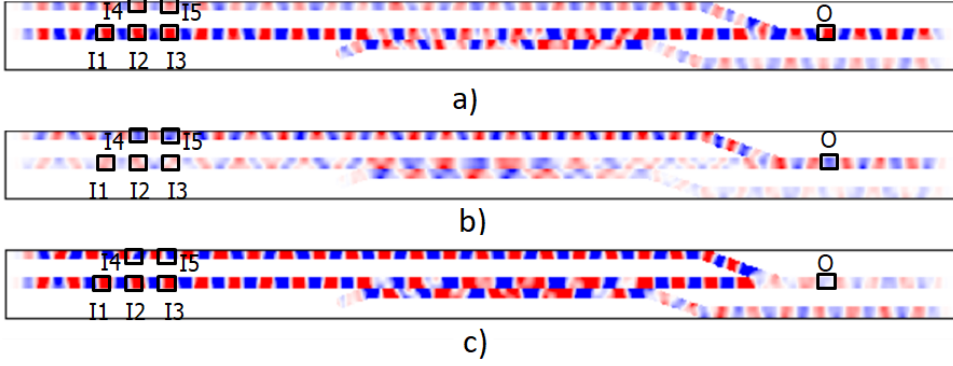 I4 I5 O
I1 I2 I3
a)
I4 I5 O
I1 I2 I3
b)
I4 I5 O
I1 I2 I3
c)